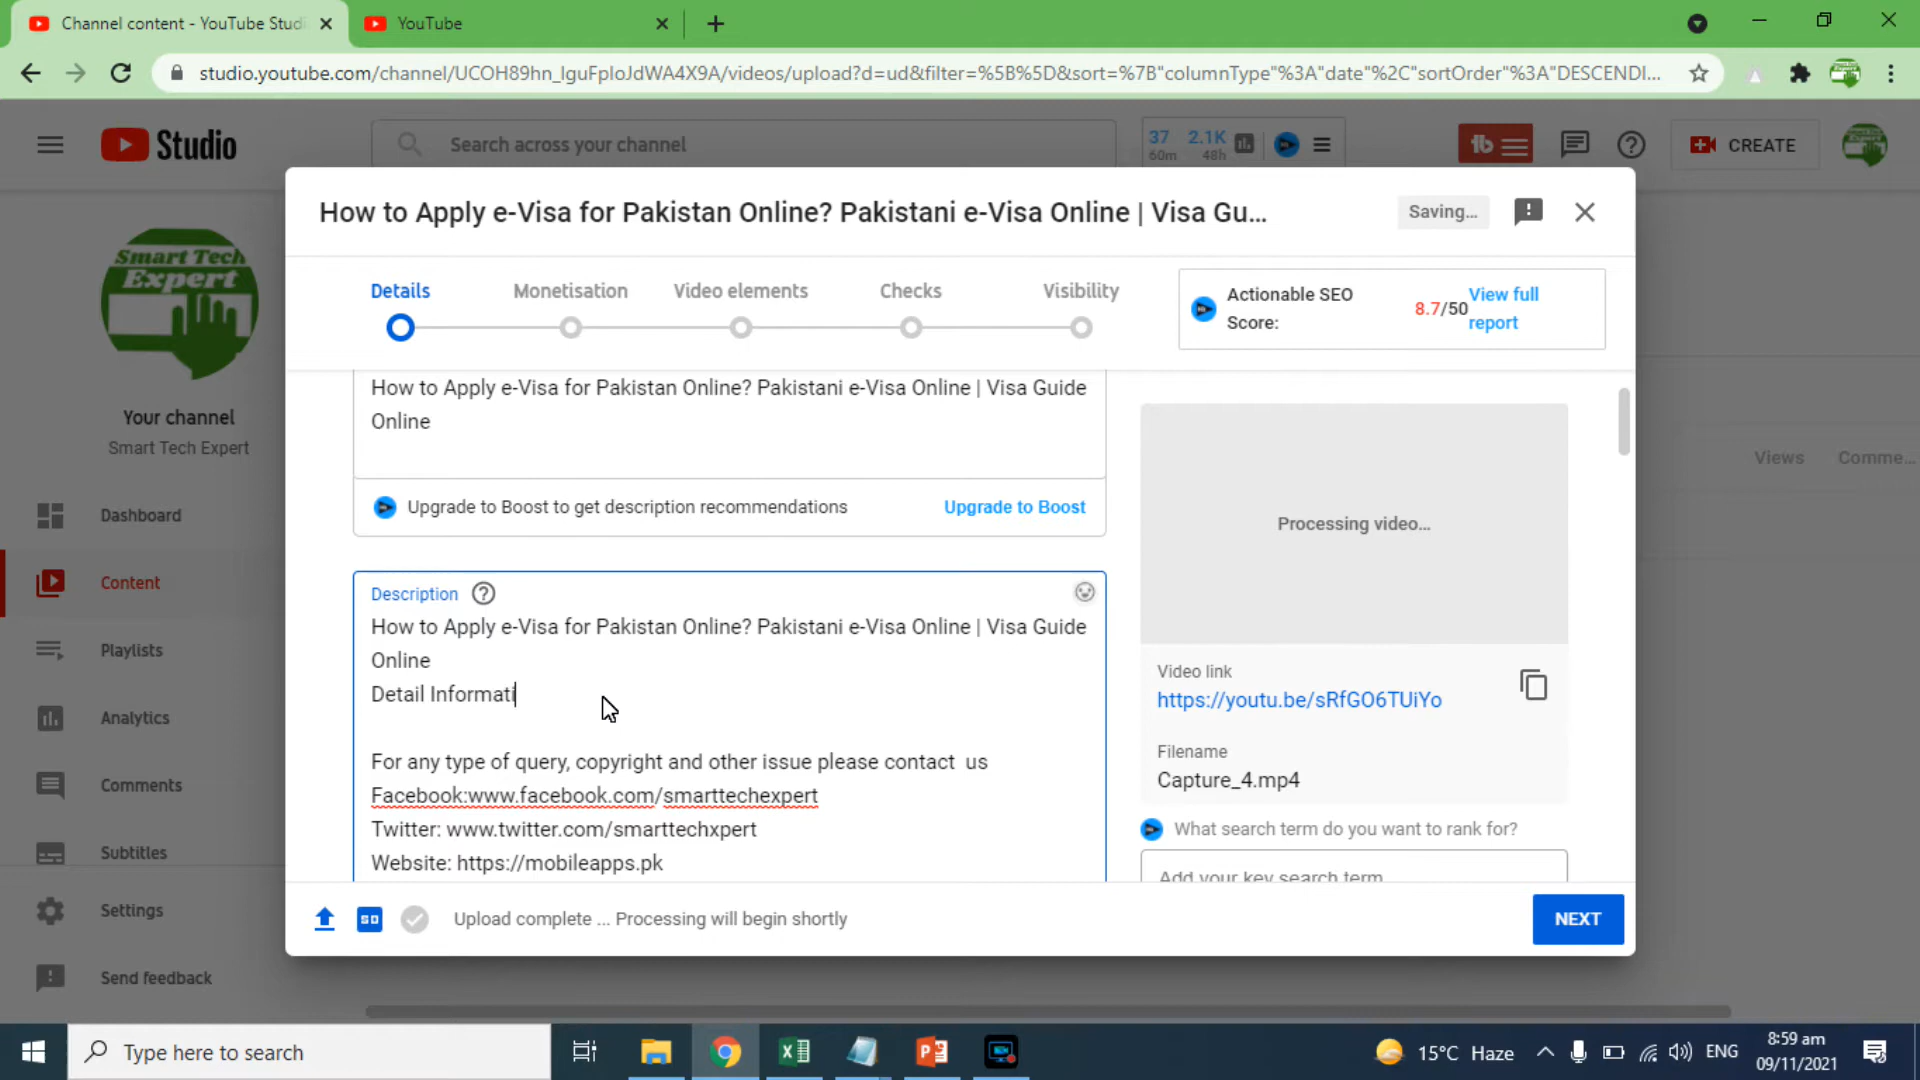 Channel content - YouTube Studi
YouTube
studio.youtube.com/channel/UCOH89hn_IguFpIoJdWA4X9A/videos/upload?d=ud&filter=%5B%5D&sort=%7B"columnType"%3A"date"%2C"sortOrder"%3A"DESCENDI...
Studio
Search across your channel
37
60m
2.1K
48h
CREATE
How to Apply e-Visa for Pakistan Online? Pakistani e-Visa Online | Visa Gu...
Saving...
Smart Tech
Expert
Your channel
Smart Tech Expert
Dashboard
Content
Playlists
Analytics
Comments
Subtitles
Settings
Send feedback
Details
Monetisation
Video elements
Checks
Visibility
Actionable SEO
Score:
8.7/50
View full
report
How to Apply e-Visa for Pakistan Online? Pakistani e-Visa Online | Visa Guide
Online
Upgrade to Boost to get description recommendations
Upgrade to Boost
Description
How to Apply e-Visa for Pakistan Online? Pakistani e-Visa Online | Visa Guide
Online
Detail Informati
For any type of query, copyright and other issue please contact  us
Facebook:www.facebook.com/smarttechexpert
Twitter: www.twitter.com/smarttechxpert
Website: https://mobileapps.pk
Processing video...
Video link
https://youtu.be/sRfGO6TUiYo
Filename
Capture_4.mp4
What search term do you want to rank for?
Add your key search term
Views
Comme...
SD
Upload complete ... Processing will begin shortly
NEXT
Type here to search
15°C Haze
ENG
8:59 am
09/11/2021